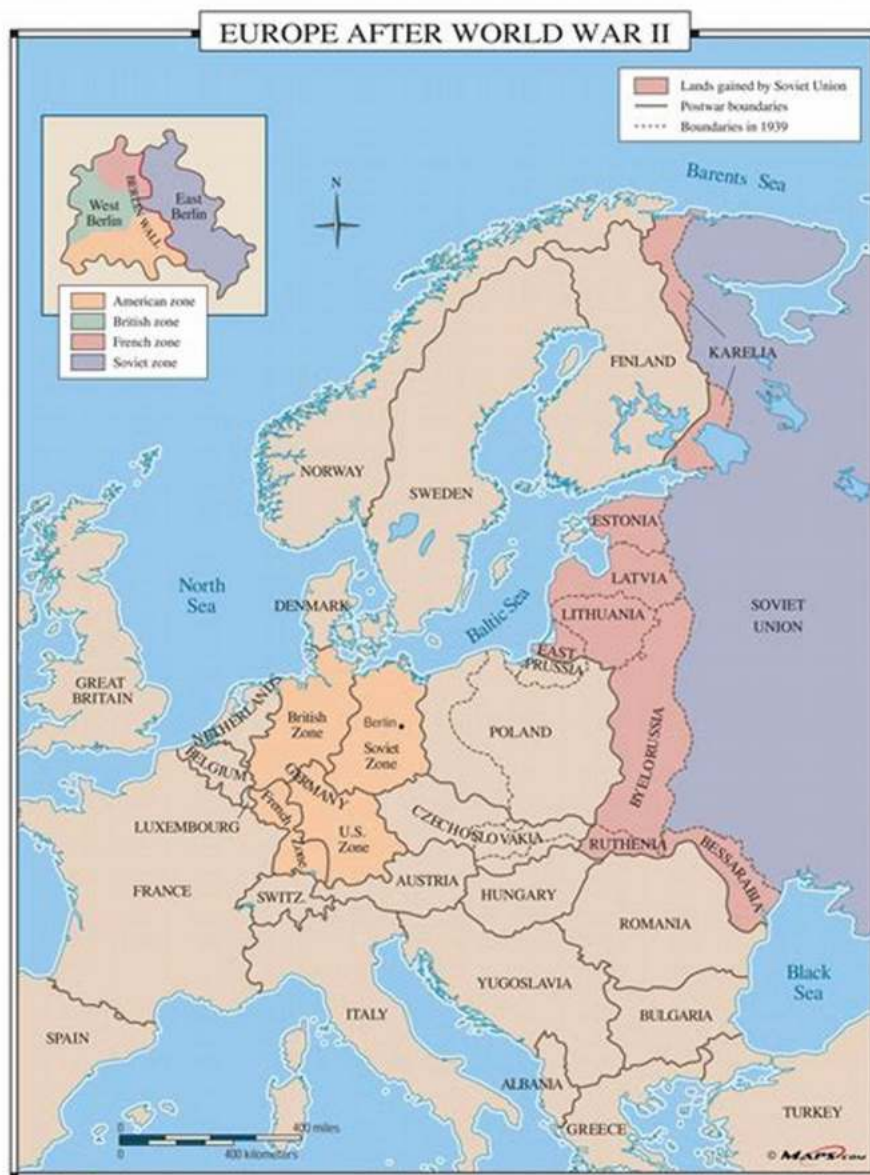 EUROPE AFTER WORLD WAR II
Lands gained by Soviet Union
Postwar boundaries
Boundaries in 1939
West
Berlin
BERLIN WALL
East
Berlin
American zone
British zone
French zone
Soviet zone
N
Barents Sea
FINLAND
KARELIA
NORWAY
SWEDEN
ESTONIA
North
Sea
LATVIA
DENMARK
Baltic Sea
LITHUANIA
SOVIET
UNION
EAST
PRUSSIA
GREAT
BRITAIN
NETHERLANDS
British
Zone
Berlin
Soviet
Zone
POLAND
BYELORUSSIA
BELGIUM
GERMANY
LUXEMBOURG
French Zone
U.S.
Zone
CZECHOSLOVAKIA
RUTHENIA
BESSARABIA
FRANCE
SWITZ.
AUSTRIA
HUNGARY
ROMANIA
YUGOSLAVIA
Black
Sea
ITALY
BULGARIA
SPAIN
ALBANIA
GREECE
TURKEY
0 400 miles
0 400 kilometers
© MAPS.COM